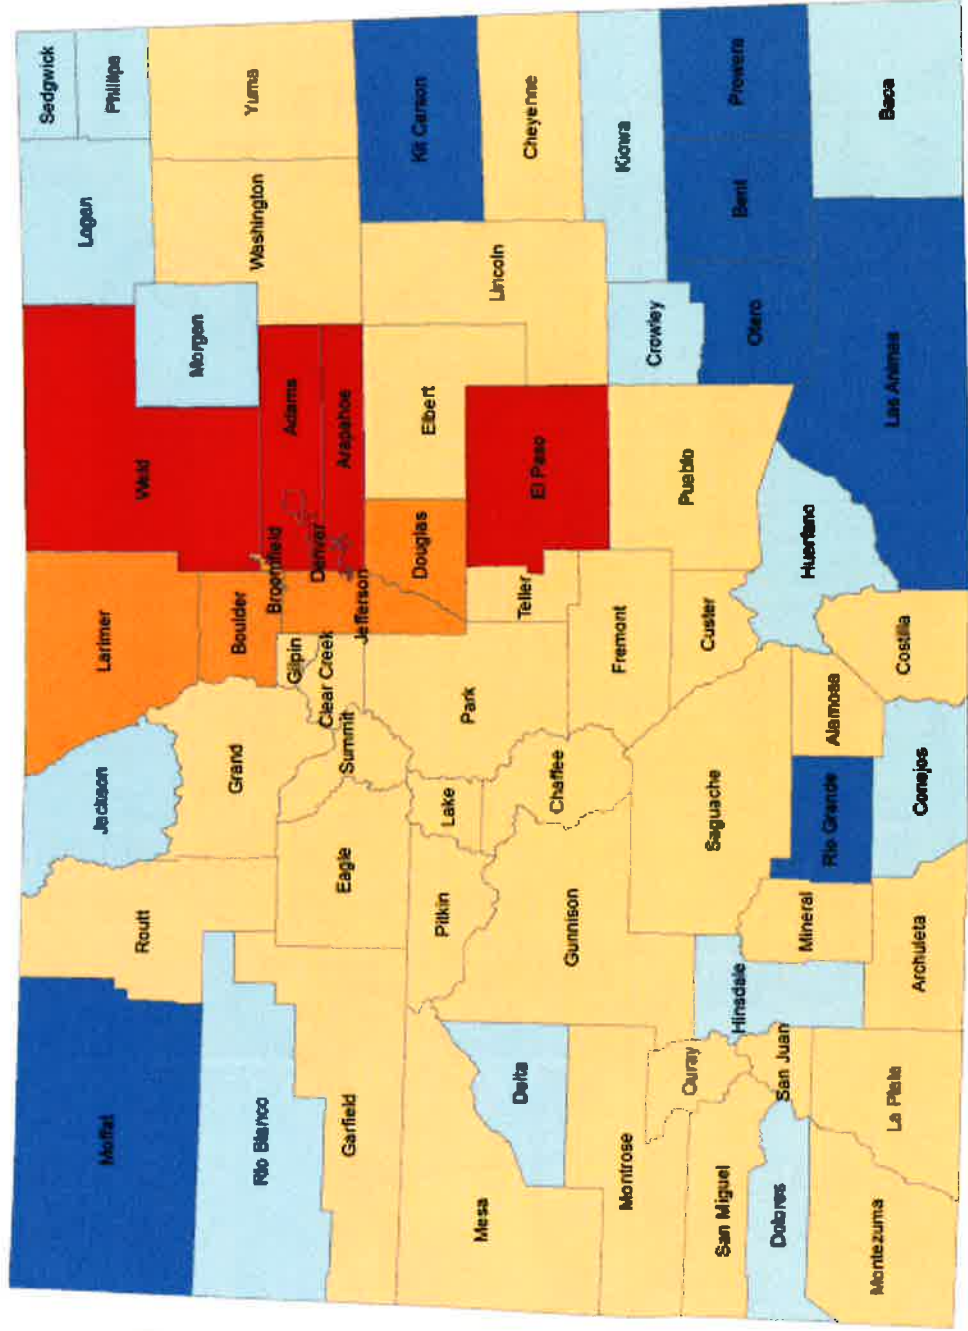 Moffat
Routt
Jackson
Larimer
Weld
Logan
Sedgwick
Phillips
Morgan
Rio Blanco
Grand
Boulder
Broomfield
Gilpin
Adams
Washington
Yuma
Garfield
Eagle
Summit
Clear Creek
Jefferson
Denver
Arapahoe
Pitkin
Lake
Park
Douglas
Elbert
Lincoln
Kit Carson
Mesa
Delta
Gunnison
Chaffee
Teller
El Paso
Cheyenne
Montrose
Fremont
Crowley
Kiowa
Ouray
Saguache
Custer
Pueblo
San Miguel
Hinsdale
Huerfano
Otero
Bent
Prowers
Dolores
San Juan
Mineral
Rio Grande
Alamosa
Montezuma
La Plata
Archuleta
Conejos
Costilla
Las Animas
Baca